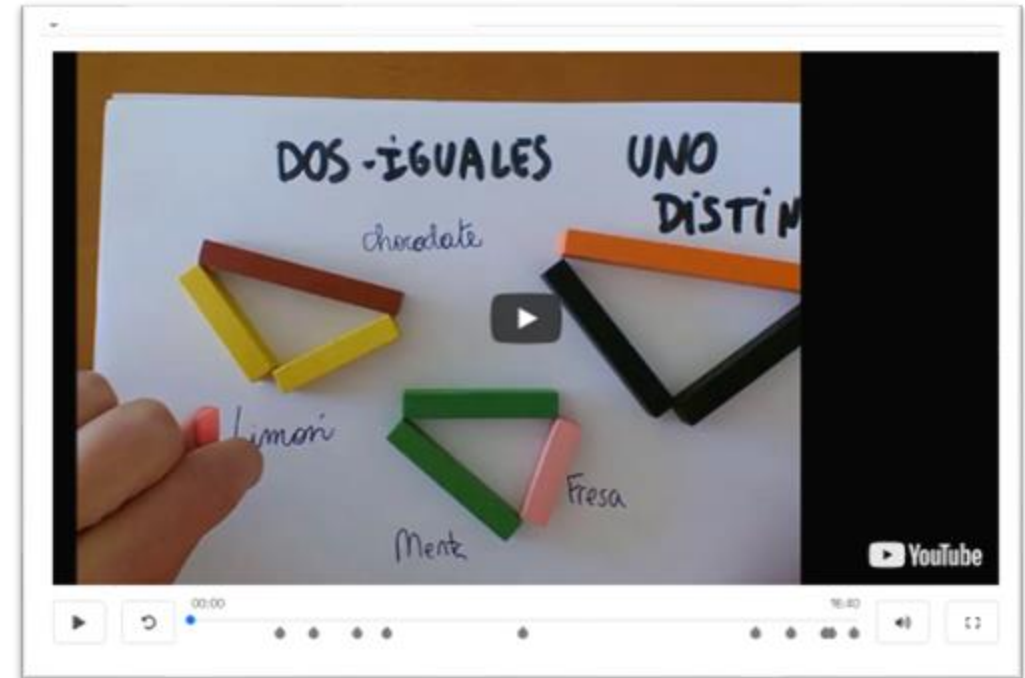 DOS-iGUALES UNO
DiSTiN
chocolate
Limón
Fresa
Menta
YouTube
00:00
16:40